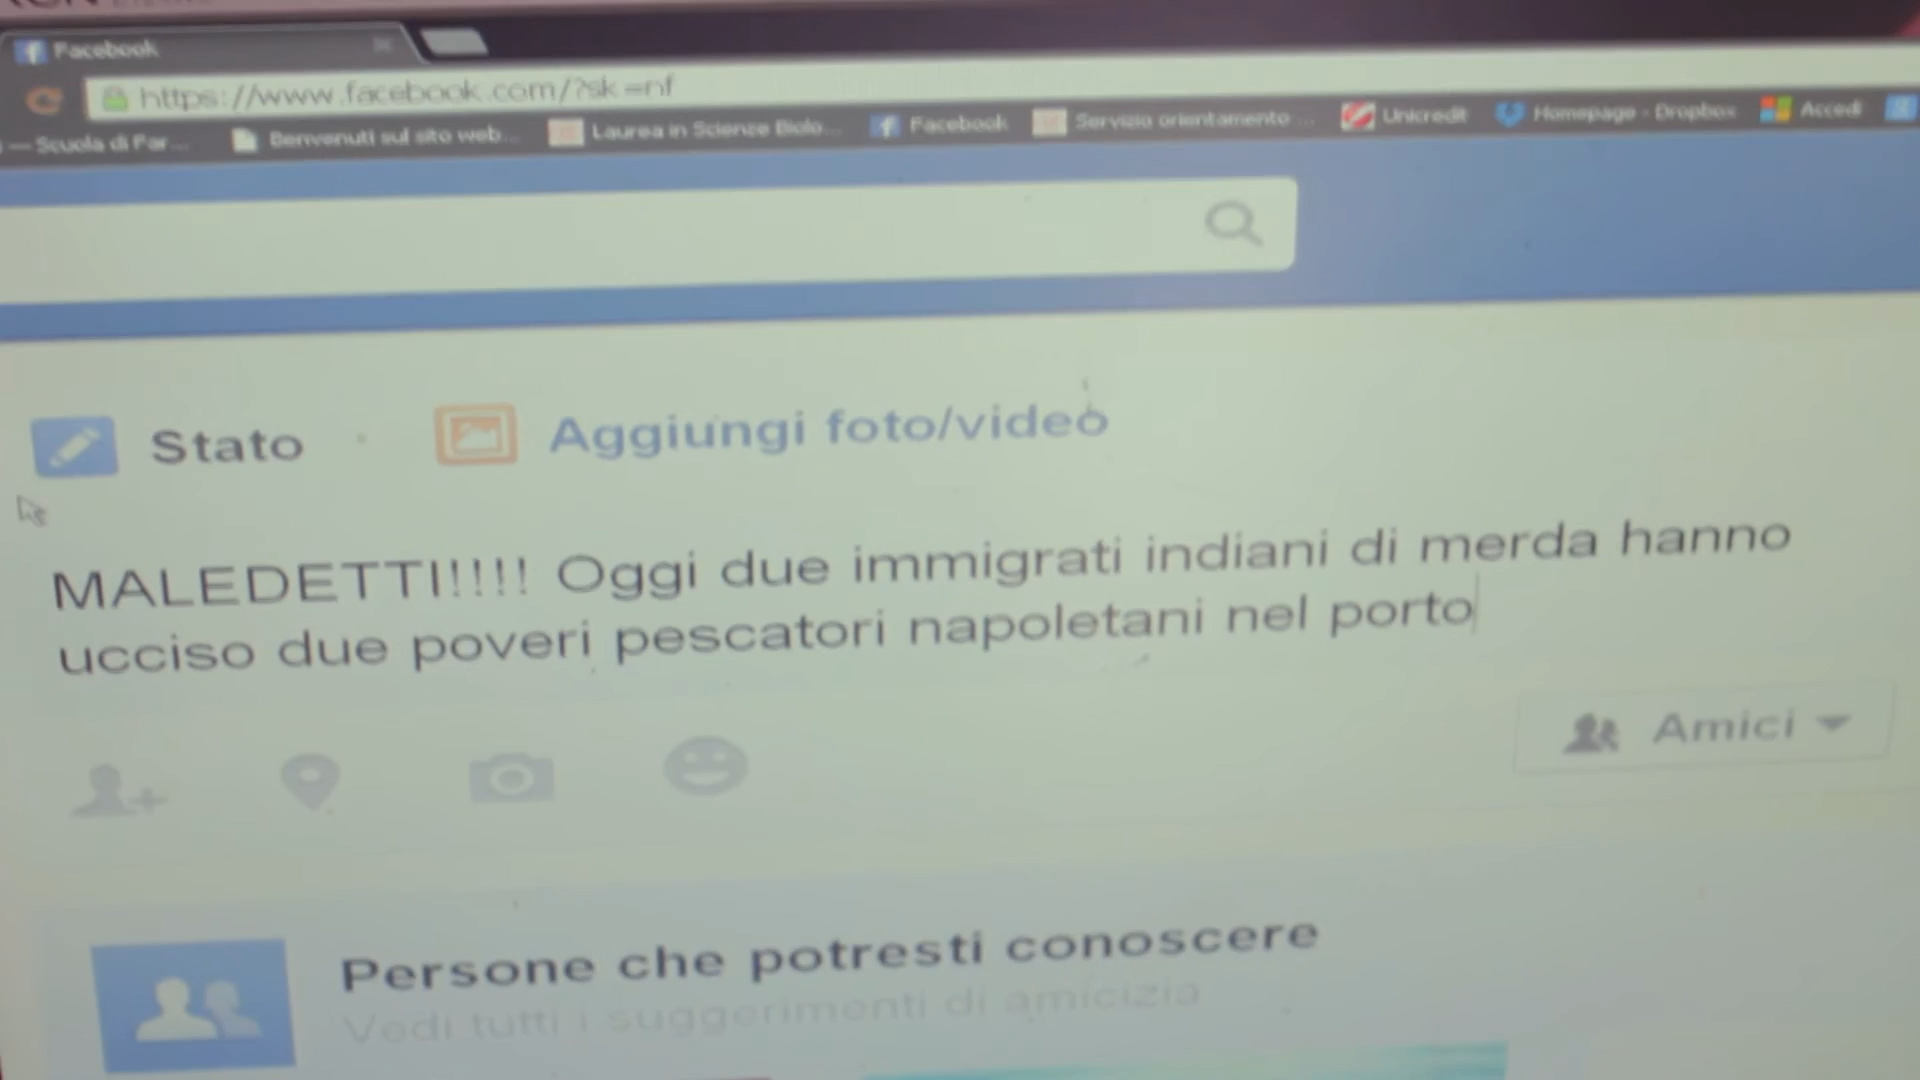 Facebook
https://www.facebook.com/?sk=nf
— Scuola di Par...
Benvenuti sul sito web...
Laurea in Scienze Biolo...
Facebook
Servizio orientamento ...
Unicredit
Homepage - Dropbox
Accedi
Stato
Aggiungi foto/video
MALEDETTI!!!! Oggi due immigrati indiani di merda hanno
ucciso due poveri pescatori napoletani nel porto
Amici
Persone che potresti conoscere
Vedi tutti i suggerimenti di amicizia